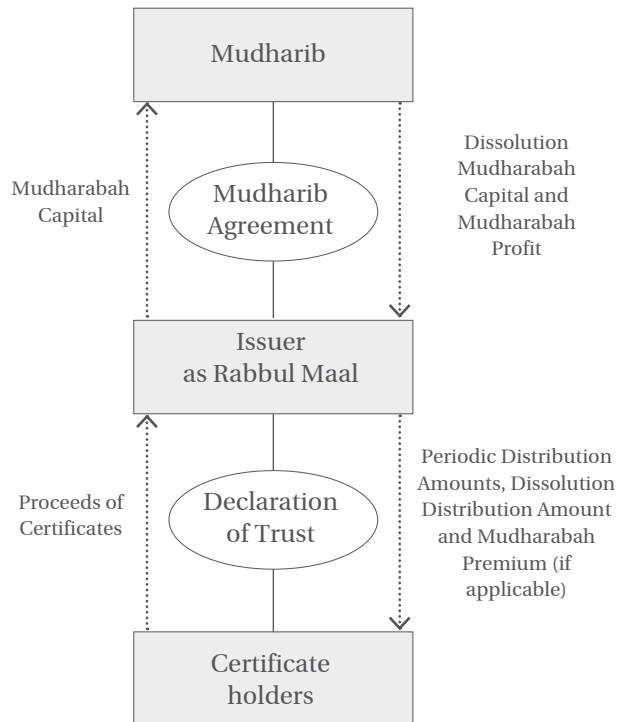 Mudharib
Mudharabah
Capital
Mudharib
Agreement
Dissolution
Mudharabah
Capital and
Mudharabah
Profit
Issuer
as Rabbul Maal
Proceeds of
Certificates
Declaration
of Trust
Periodic Distribution
Amounts, Dissolution
Distribution Amount
and Mudharabah
Premium (if
applicable)
Certificate
holders